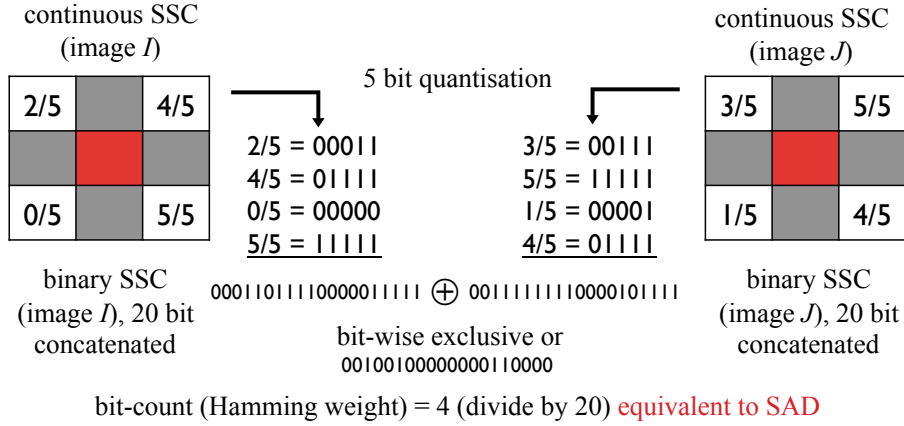 continuous SSC
(image I)
2/5 4/5
0/5 5/5
binary SSC
(image I), 20 bit
concatenated
5 bit quantisation
2/5 = 00011
4/5 = 01111
0/5 = 00000
5/5 = 11111
3/5 = 00111
5/5 = 11111
1/5 = 00001
4/5 = 01111
continuous SSC
(image J)
3/5 5/5
1/5 4/5
binary SSC
(image J), 20 bit
concatenated
00011011110000011111 ⊕ 00111111110000101111
bit-wise exclusive or
00100100000000110000
bit-count (Hamming weight) = 4 (divide by 20) equivalent to SAD